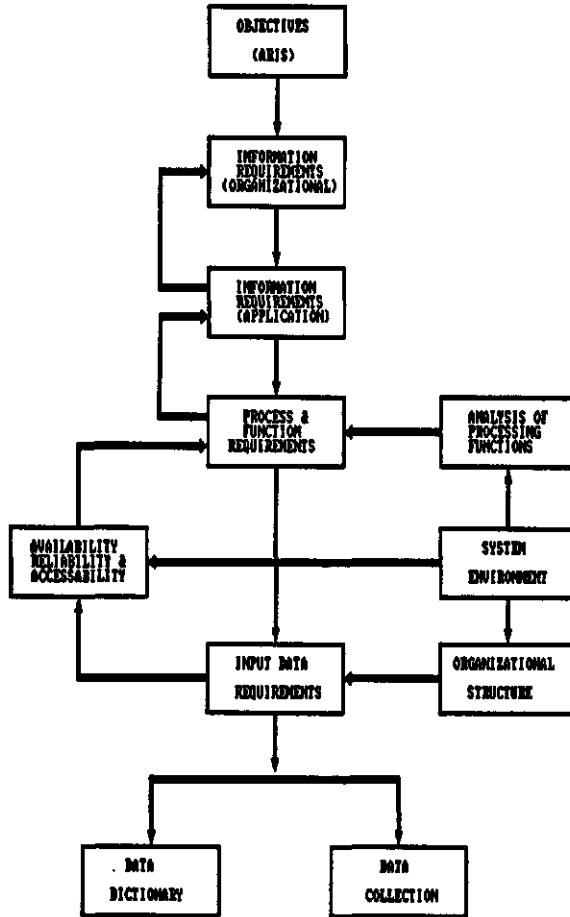 OBJECTIVES
(ARIS)
INFORMATION
REQUIREMENTS
(ORGANIZATIONAL)
INFORMATION
REQUIREMENTS
(APPLICATION)
PROCESS &
FUNCTION
REQUIREMENTS
ANALYSIS OF
PROCESSING
FUNCTIONS
AVAILABILITY
RELIABILITY &
ACCESSABILITY
SYSTEM
ENVIRONMENT
INPUT DATA
REQUIREMENTS
ORGANIZATIONAL
STRUCTURE
DATA
DICTIONARY
DATA
COLLECTION